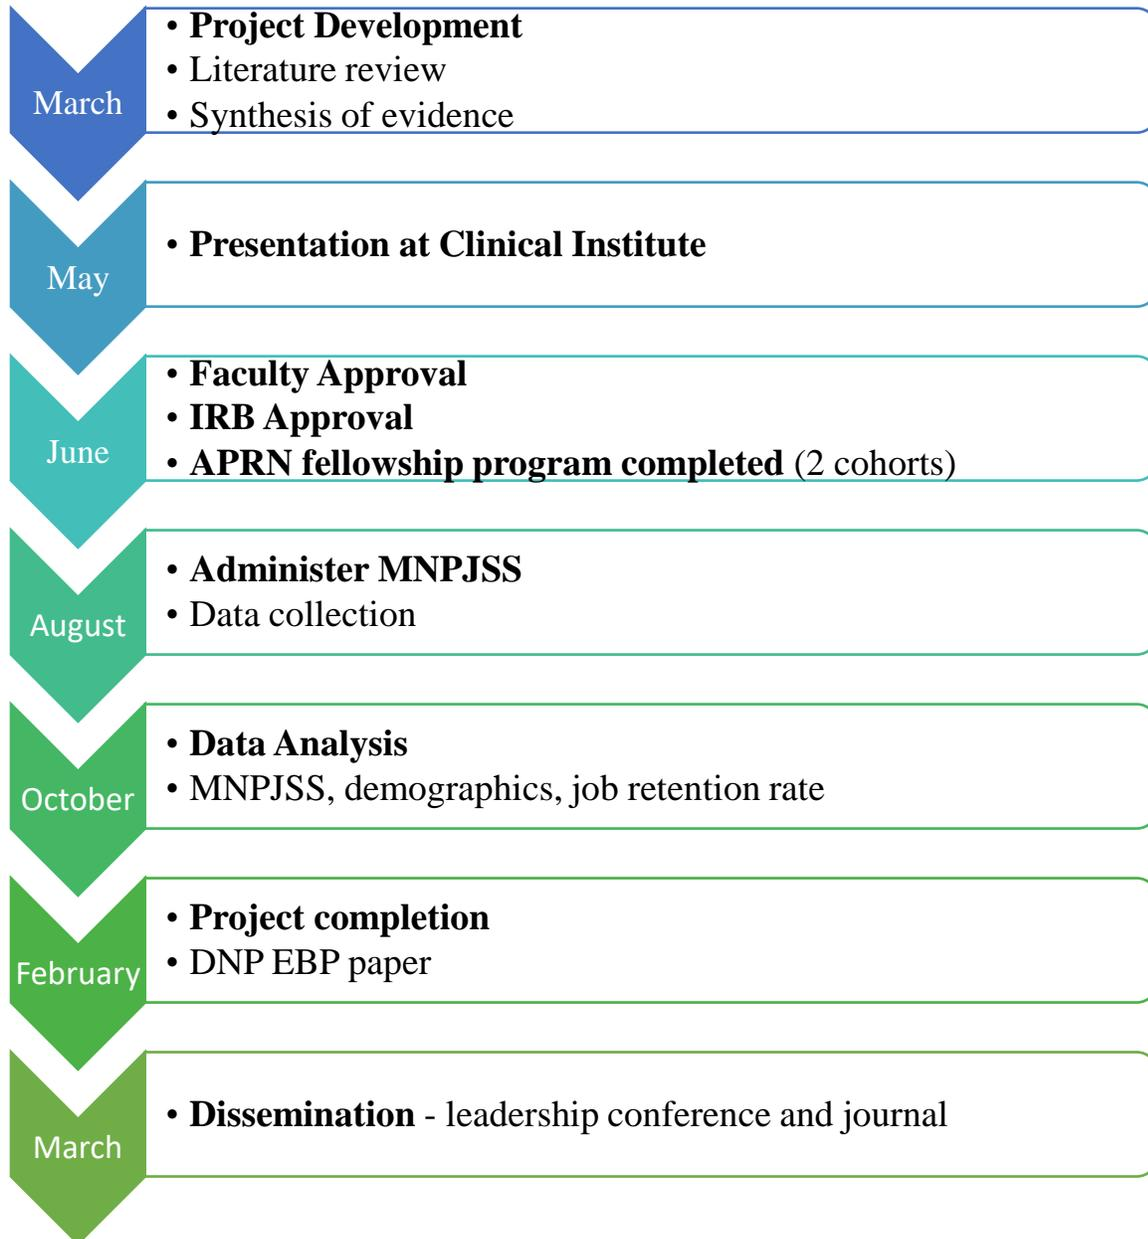 March
• Project Development
• Literature review
• Synthesis of evidence
May
• Presentation at Clinical Institute
June
• Faculty Approval
• IRB Approval
• APRN fellowship program completed (2 cohorts)
August
• Administer MNPJSS
• Data collection
October
• Data Analysis
• MNPJSS, demographics, job retention rate
February
• Project completion
• DNP EBP paper
March
• Dissemination - leadership conference and journal